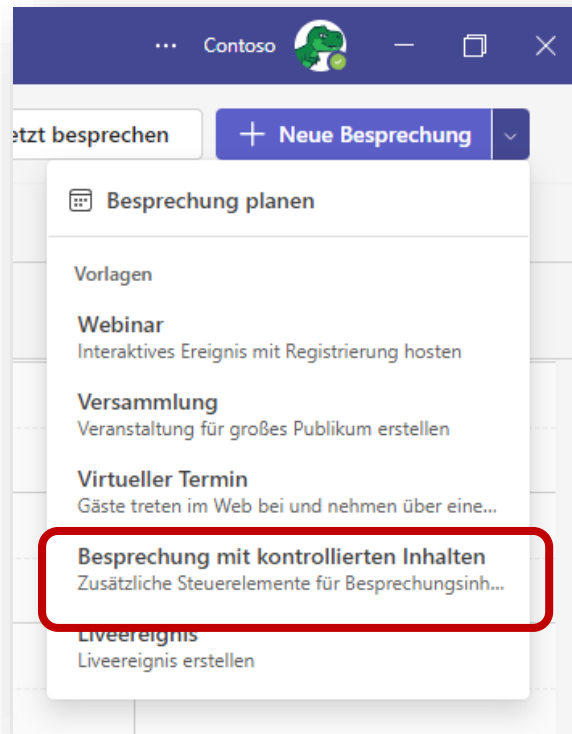 ... Contoso
etzt besprechen + Neue Besprechung
Besprechung planen
Vorlagen
Webinar
Interaktives Ereignis mit Registrierung hosten
Versammlung
Veranstaltung für großes Publikum erstellen
Virtueller Termin
Gäste treten im Web bei und nehmen über eine...
Besprechung mit kontrollierten Inhalten
Zusätzliche Steuerelemente für Besprechungsinh...
Liveereignis
Liveereignis erstellen